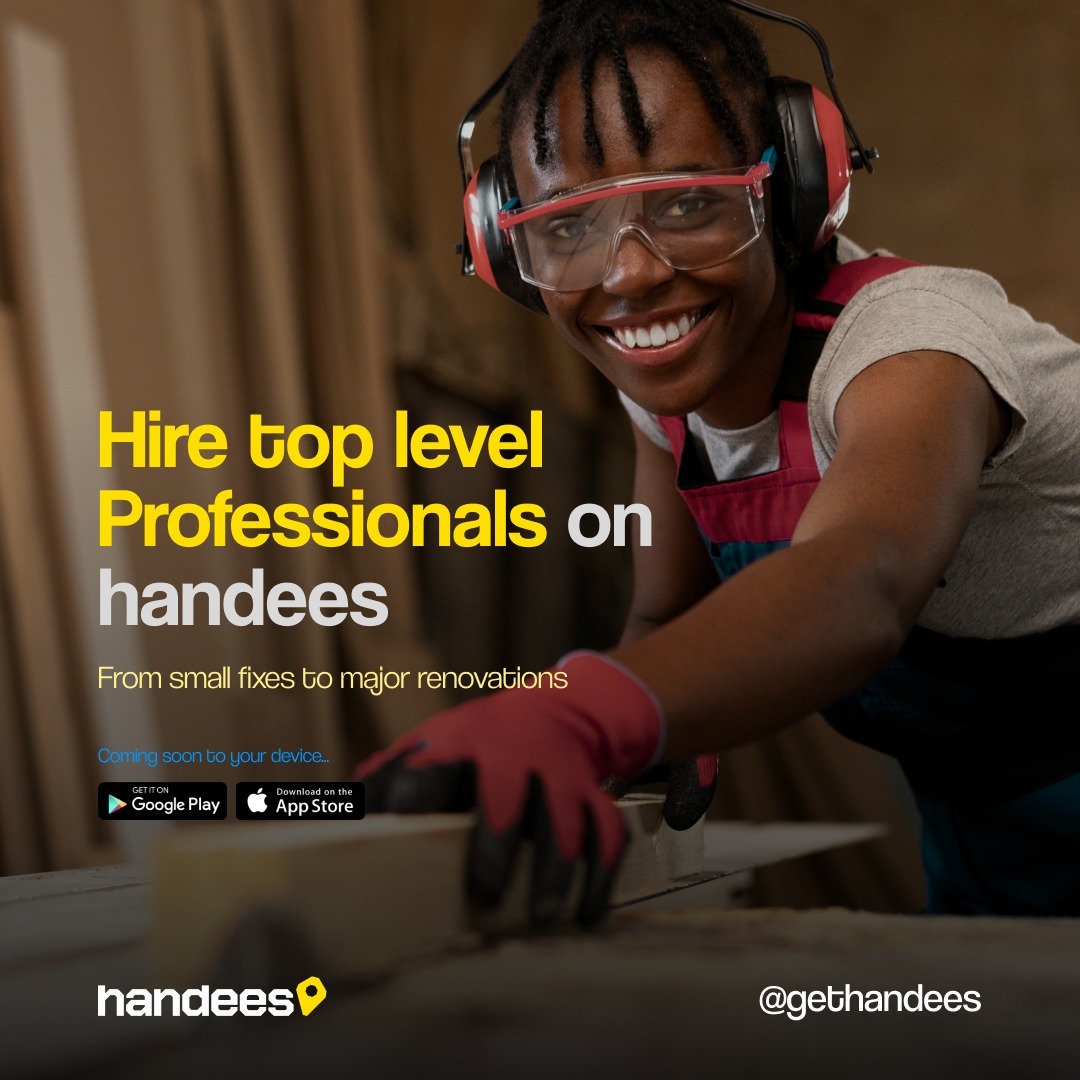 Hire top level
Professionals on
handees
From small fixes to major renovations
Coming soon to your device...
GET IT ON
Google Play
Download on the
App Store
handees
@gethandees